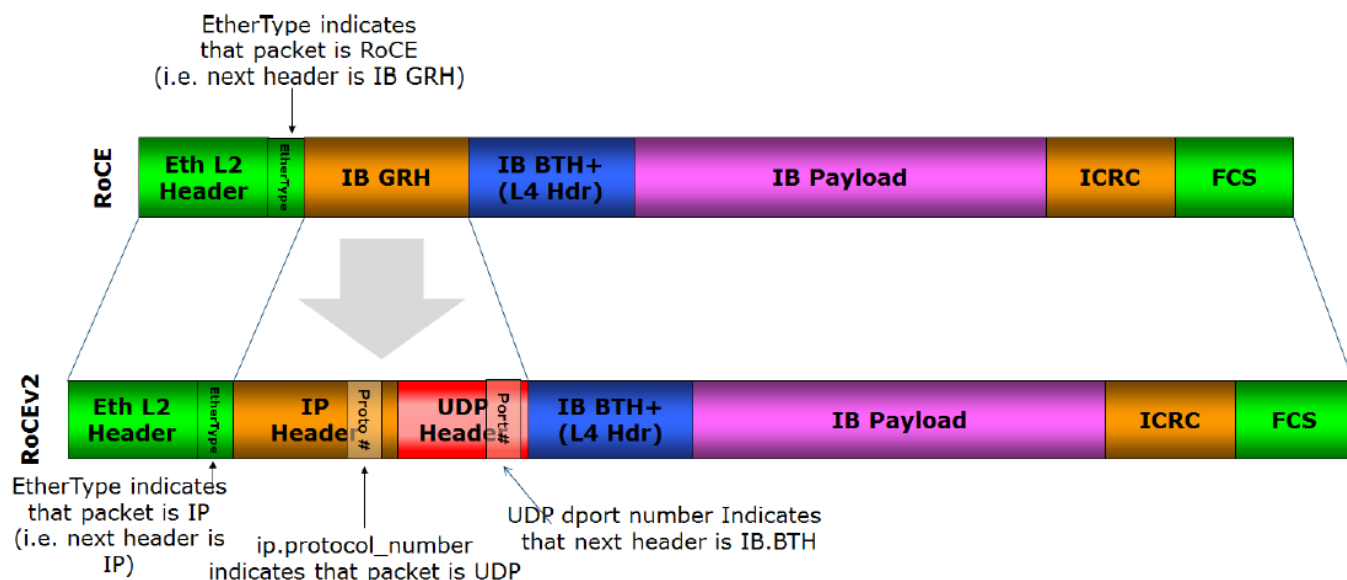 EtherType indicates
that packet is RoCE
(i.e. next header is IB GRH)
RoCE
Eth L2
Header
EtherType
IB GRH
IB BTH+
(L4 Hdr)
IB Payload
ICRC
FCS
RoCEv2
Eth L2
Header
EtherType
IP
Header
Proto #
UDP
Header
Port #
IB BTH+
(L4 Hdr)
IB Payload
ICRC
FCS
EtherType indicates
that packet is IP
(i.e. next header is
IP)
ip.protocol_number
indicates that packet is UDP
UDP dport number Indicates
that next header is IB.BTH